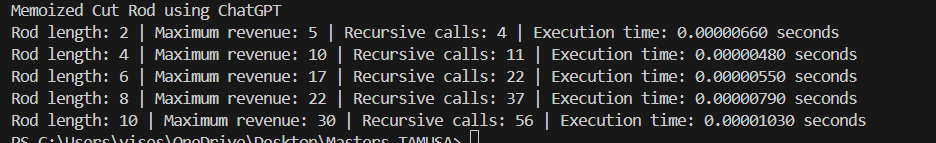 Memoized Cut Rod using ChatGPT
Rod length: 2 | Maximum revenue: 5 | Recursive calls: 4 | Execution time: 0.00000660 seconds
Rod length: 4 | Maximum revenue: 10 | Recursive calls: 11 | Execution time: 0.00000480 seconds
Rod length: 6 | Maximum revenue: 17 | Recursive calls: 22 | Execution time: 0.00000550 seconds
Rod length: 8 | Maximum revenue: 22 | Recursive calls: 37 | Execution time: 0.00000790 seconds
Rod length: 10 | Maximum revenue: 30 | Recursive calls: 56 | Execution time: 0.00001030 seconds
PS C:\Users\vises\OneDrive\Desktop\Masters TAMUSA>